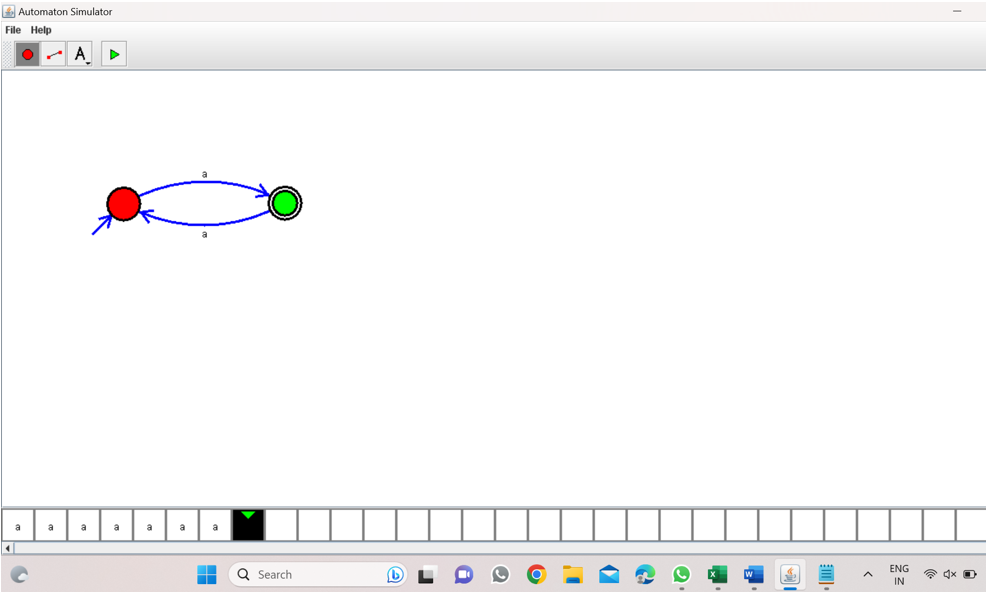 Automaton Simulator
File Help
A
a
a
a a a a a a a
Search
ENG
IN